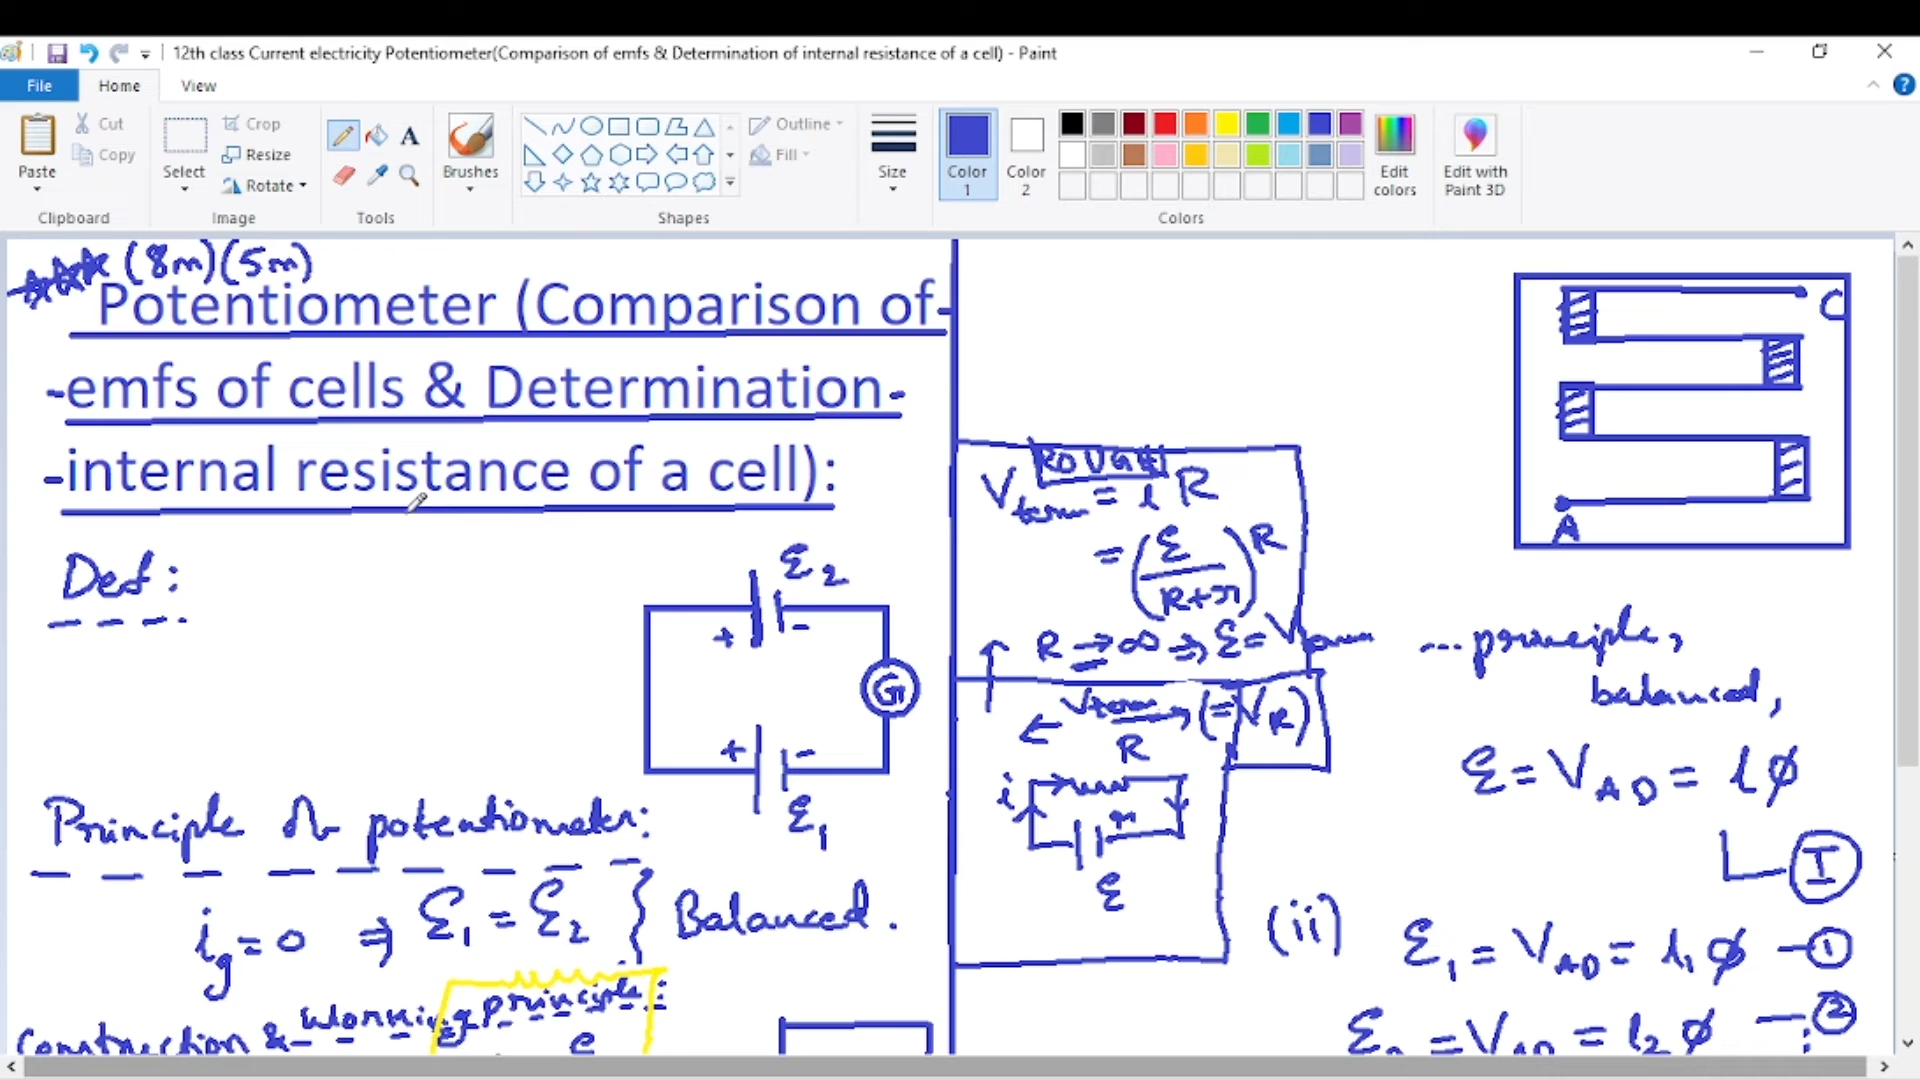 12th class Current electricity Potentiometer(Comparison of emfs & Determination of internal resistance of a cell) - Paint
File Home View
Paste Cut Copy Clipboard
Select Crop Resize Rotate Image
A Tools
Brushes
Shapes Outline Fill
Size
Color 1 Color 2 Edit colors Colors
Edit with Paint 3D
(8m)(5m)
Potentiometer (Comparison of-
-emfs of cells & Determination-
-internal resistance of a cell):
Def:
ε2
+ -
G
+ -
ε1
Principle of potentiometer:
ig = 0 ⇒ ε1 = ε2 } Balanced.
Construction & working principle:
ROUGH
Vterm = i R
= (ε/(R+r)) R
R → ∞ ⇒ ε = Vterm
← Vterm → (= VR)
R
i r
ε
C
A
... principle,
balanced,
ε = VAD = lφ
I
(ii) ε1 = VAD = l1 φ - 1
ε2 = VAD = l2 φ - 2